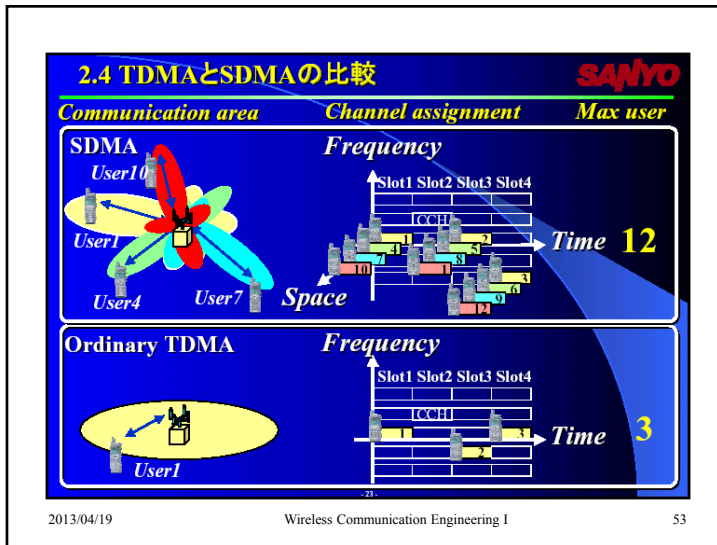 2.4 TDMAとSDMAの比較
SANYO
Communication area Channel assignment Max user
SDMA
User10
User1
User4
User7
Frequency
Slot1 Slot2 Slot3 Slot4
CCH
1
2
4
5
7
8
10
1
3
6
9
12
Time
Space
12
Ordinary TDMA
User1
Frequency
Slot1 Slot2 Slot3 Slot4
CCH
1
3
2
Time
3
- 23 -
2013/04/19 Wireless Communication Engineering I 53